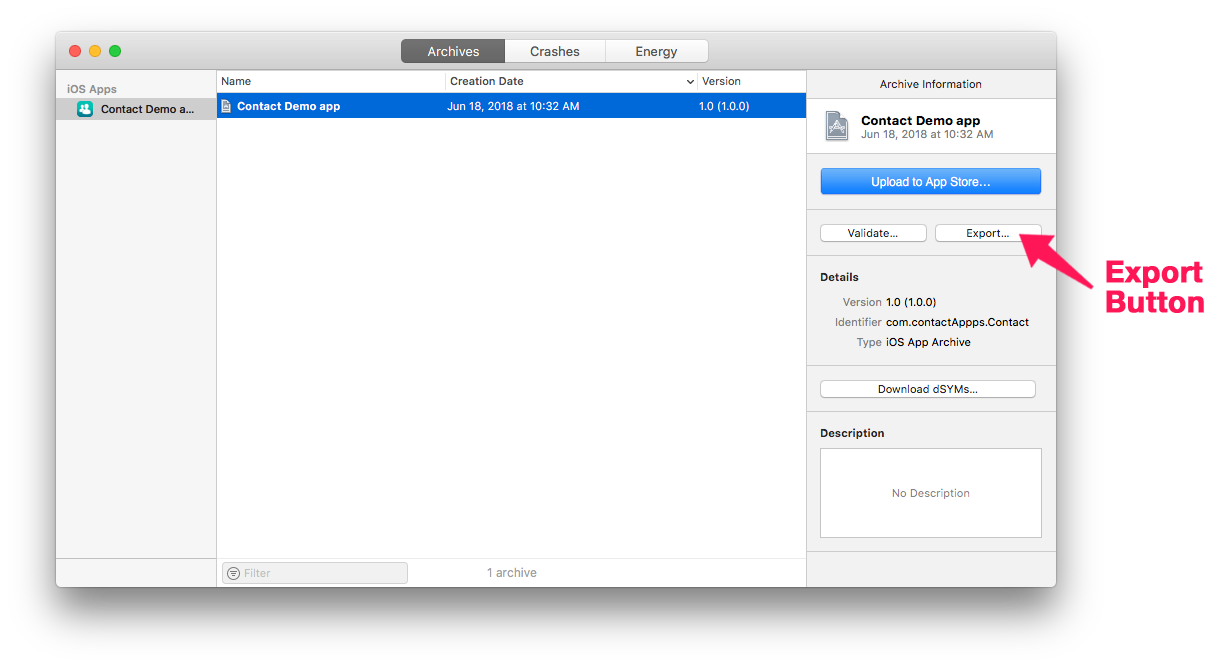 Archives Crashes Energy
iOS Apps
Contact Demo a...
Name Creation Date Version
Contact Demo app Jun 18, 2018 at 10:32 AM 1.0 (1.0.0)
Filter
1 archive
Archive Information
Contact Demo app
Jun 18, 2018 at 10:32 AM
Upload to App Store...
Validate... Export...
Export
Button
Details
Version 1.0 (1.0.0)
Identifier com.contactAppps.Contact
Type iOS App Archive
Download dSYMs...
Description
No Description